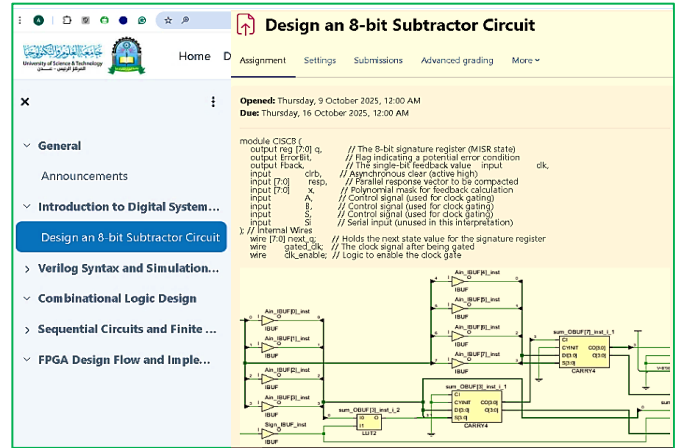 A
Design an 8-bit Subtractor Circuit
University of Science & Technology
Home D
Assignment Settings Submissions Advanced grading More
Opened: Thursday, 9 October 2025, 12:00 AM
Due: Thursday, 16 October 2025, 12:00 AM
General
Announcements
Introduction to Digital System...
Design an 8-bit Subtractor Circuit
Verilog Syntax and Simulation...
Combinational Logic Design
Sequential Circuits and Finite ...
FPGA Design Flow and Imple...
module CISCB (
output reg [7:0] q, // The 8-bit signature register (MISR state)
output ErrorBit, // Flag indicating a potential error condition
output Fback, // The single-bit feedback value input clk,
input clrb, // Asynchronous clear (active high)
input [7:0] resp, // Parallel response vector to be compacted
input [7:0] x, // Polynomial mask for feedback calculation
input A, // Control signal (used for clock gating)
input B, // Control signal (used for clock gating)
input S, // Control signal (used for clock gating)
input SI // Serial input (unused in this interpretation)
); // Internal Wires
wire [7:0] next_q; // Holds the next state value for the signature register
wire gated_clk; // The clock signal after being gated
wire clk_enable; // Logic to enable the clock gate
Ain_IBUF[4]_inst
IBUF
Ain_IBUF[5]_inst
IBUF
Ain_IBUF[6]_inst
IBUF
Ain_IBUF[7]_inst
IBUF
Ain_IBUF[0]_inst
IBUF
Ain_IBUF[1]_inst
IBUF
Ain_IBUF[2]_inst
IBUF
Ain_IBUF[3]_inst
IBUF
Sign_IBUF_inst
IBUF
sum_OBUF[3]_inst_i_2
I0 O
I1
LUT2
sum_OBUF[3]_inst_i_1
CI
CYINIT CO[3:0]
DI[3:0] O[3:0]
S[3:0]
CARRY4
sum_OBUF[7]_inst_i_1
CI
CYINIT CO[3:0]
DI[3:0] O[3:0]
S[3:0]
CARRY4